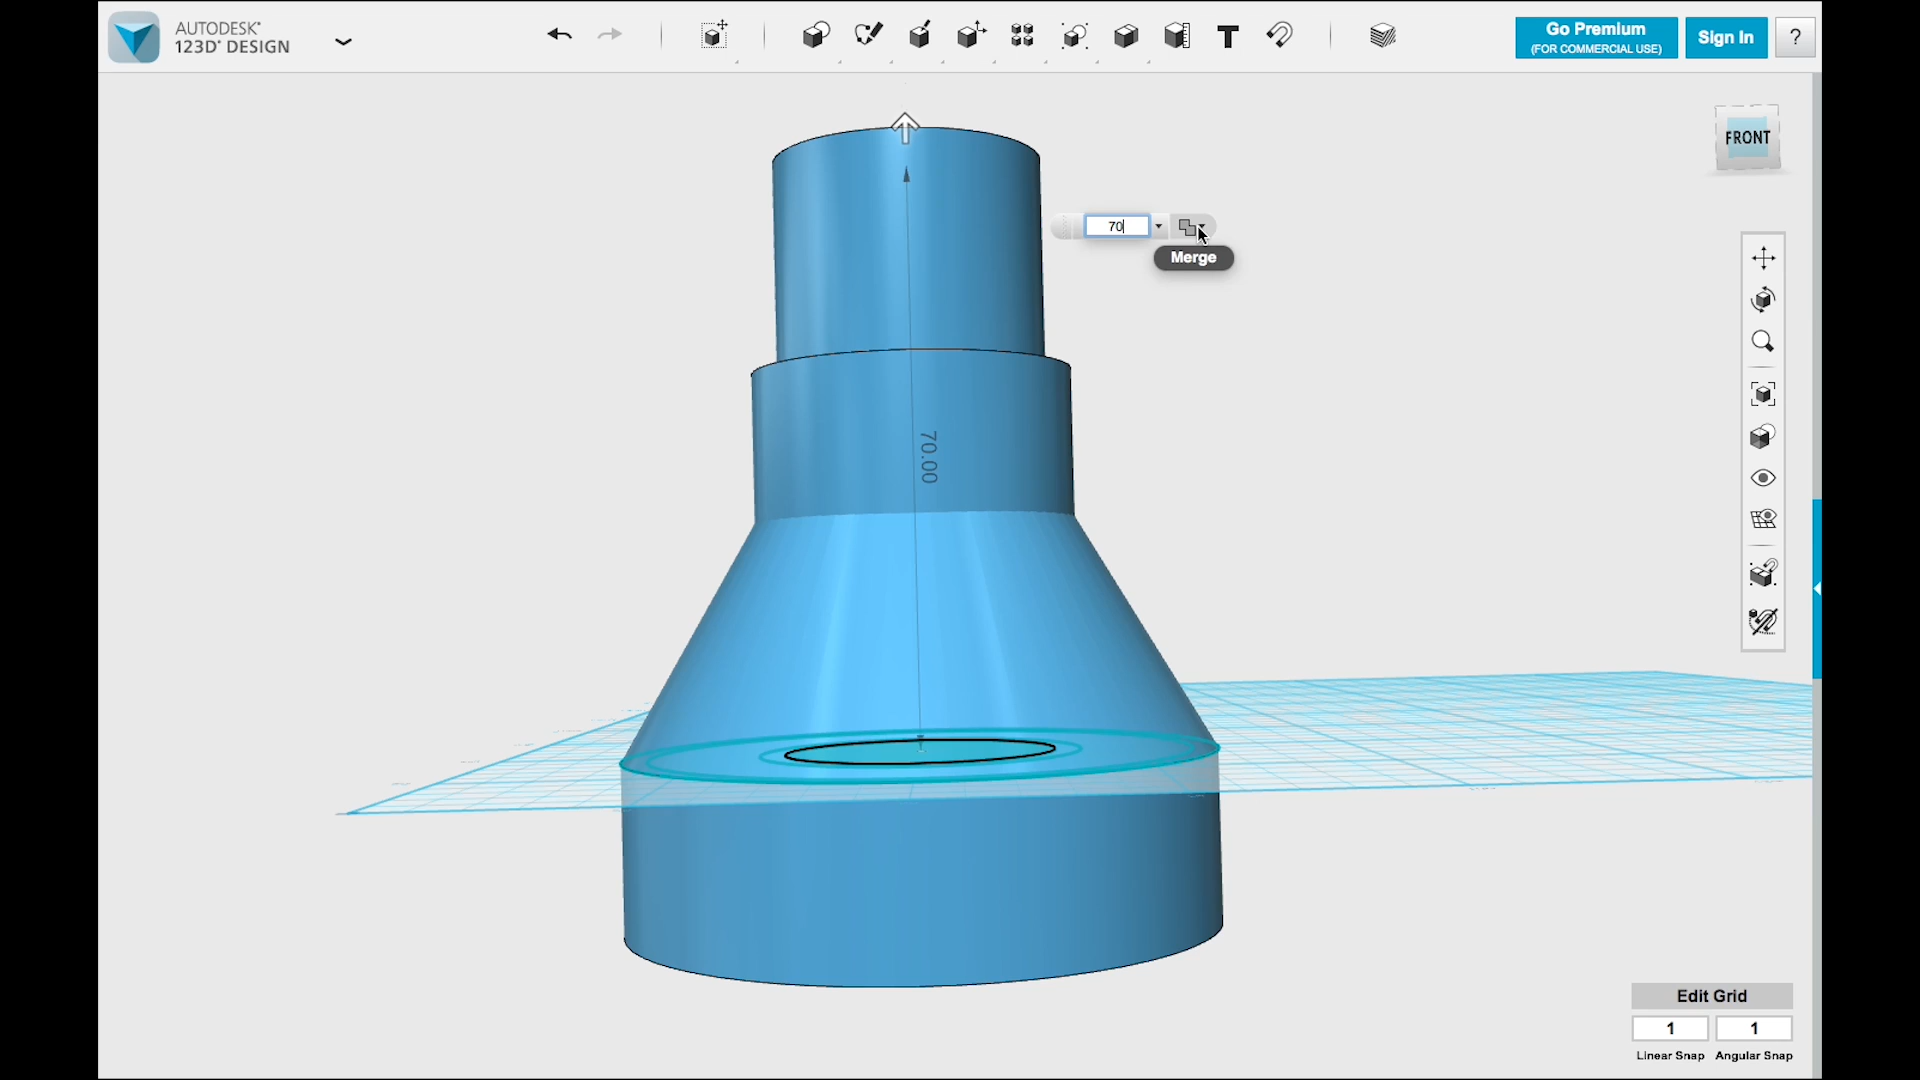 AUTODESK®
123D® DESIGN
T
Go Premium
(FOR COMMERCIAL USE)
Sign In
?
FRONT
70
Merge
70.00
Edit Grid
1
1
Linear Snap
Angular Snap